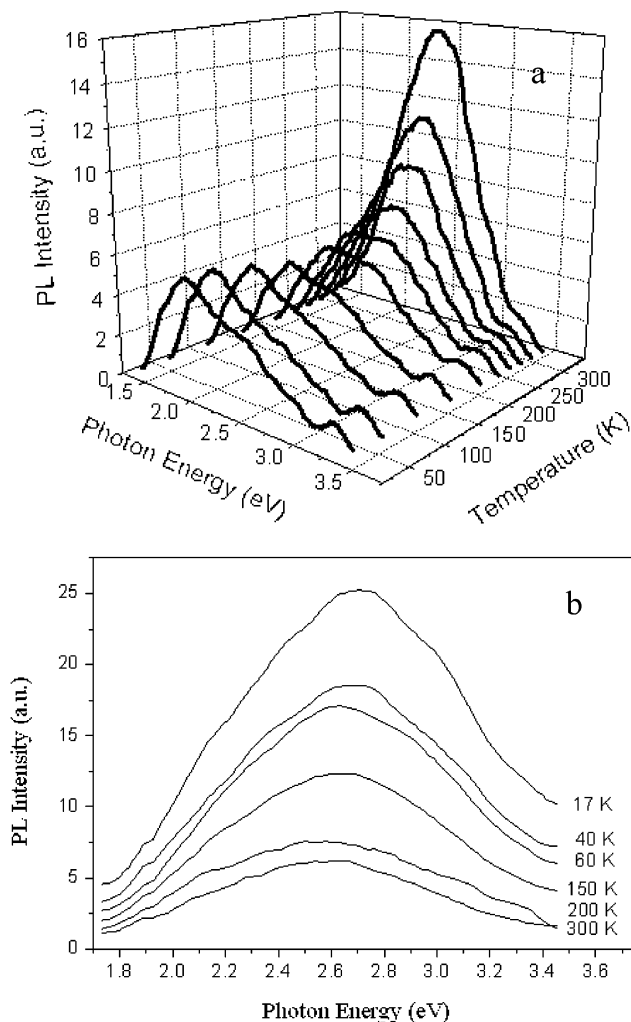 16
14
12
10
8
6
4
2
0
PL Intensity (a.u.)
a
1.5
2.0
2.5
3.0
3.5
Photon Energy (eV)
50
100
150
200
250
300
Temperature (K)
b
25
20
15
10
5
0
PL Intensity (a.u.)
17 K
40 K
60 K
150 K
200 K
300 K
1.8 2.0 2.2 2.4 2.6 2.8 3.0 3.2 3.4 3.6
Photon Energy (eV)